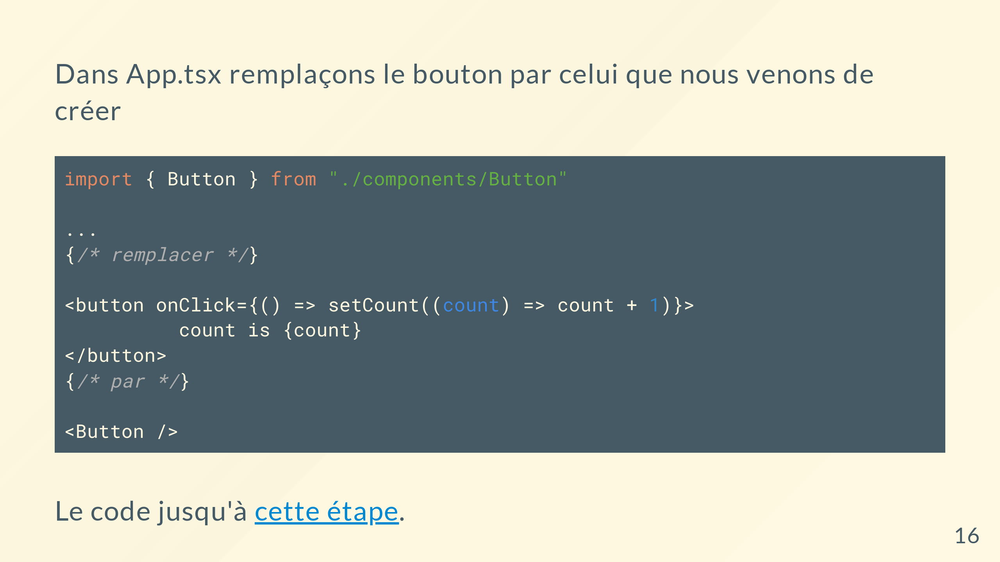 Dans App.tsx remplaçons le bouton par celui que nous venons de
créer
import { Button } from "./components/Button"
...
{/* remplacer */}
<button onClick={() => setCount((count) => count + 1)}>
count is {count}
</button>
{/* par */}
<Button />
Le code jusqu'à cette étape.
16